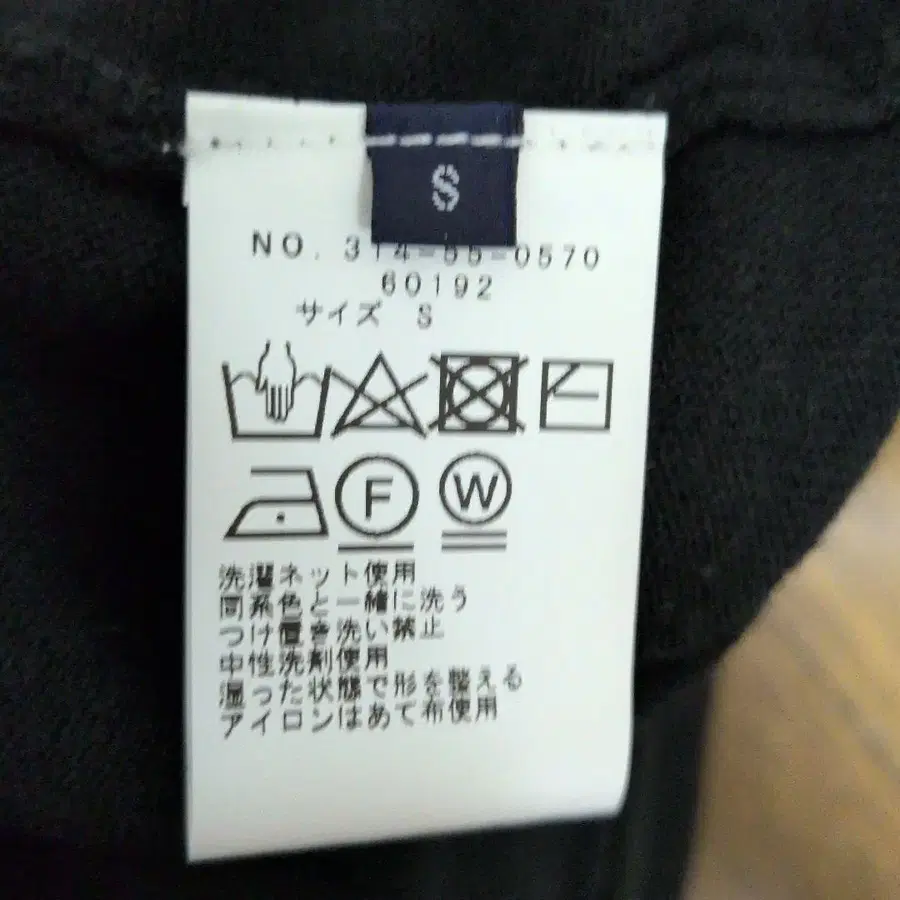 S
NO. 314-55-0570
60192
サイズ S
F
W
洗濯ネット使用
同系色と一緒に洗う
つけ置き洗い禁止
中性洗剤使用
湿った状態で形を整える
アイロンはあて布使用